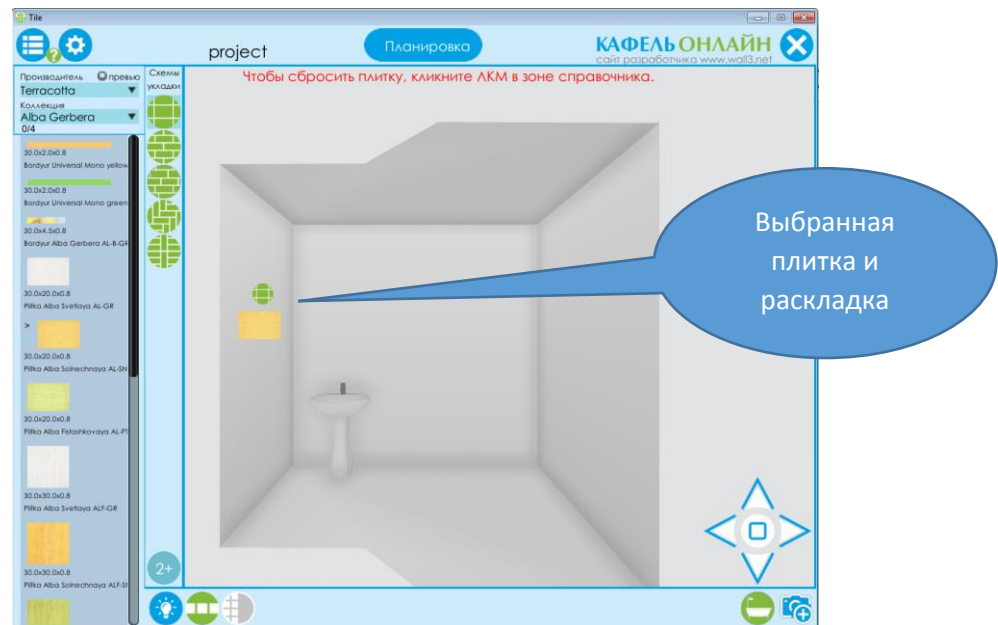 Tile
project
Планировка
КАФЕЛЬ ОНЛАЙН
сайт разработчика www.wall3.net
Производитель превью
Terracotta
Коллекция
Alba Gerbera
0/4
Схемы
укладки
Чтобы сбросить плитку, кликните ЛКМ в зоне справочника.
30.0x2.0x0.8
Bordyur Universal Mono yellow
30.0x2.0x0.8
Bordyur Universal Mono green
30.0x4.5x0.8
Bordyur Alba Gerbera AL-B-GR
30.0x20.0x0.8
Plitka Alba Svetlaya AL-GR
>
30.0x20.0x0.8
Plitka Alba Solnechnaya AL-SN
30.0x20.0x0.8
Plitka Alba Fistashkovaya AL-PT
30.0x30.0x0.8
Plitka Alba Svetlaya ALF-GR
30.0x30.0x0.8
Plitka Alba Solnechnaya ALF-SN
2+
?
Выбранная
плитка и
раскладка